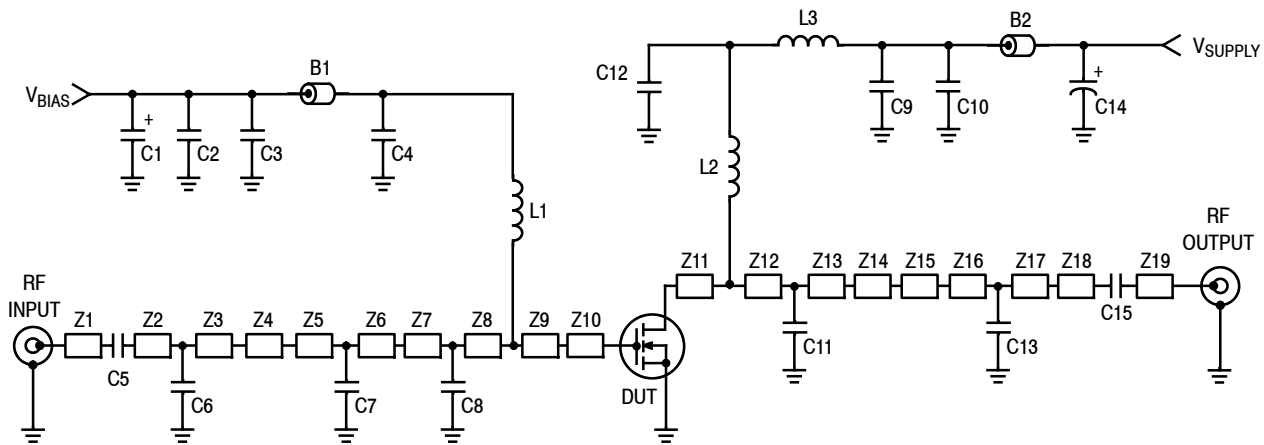 L3
B2
V_SUPPLY
C12
C9
C10
+
C14
B1
V_BIAS
+
C1
C2
C3
C4
L2
L1
RF
OUTPUT
Z11
Z12
Z13
Z14
Z15
Z16
Z17
Z18
Z19
C15
C11
C13
RF
INPUT
Z1
Z2
Z3
Z4
Z5
Z6
Z7
Z8
Z9
Z10
C5
C6
C7
C8
DUT